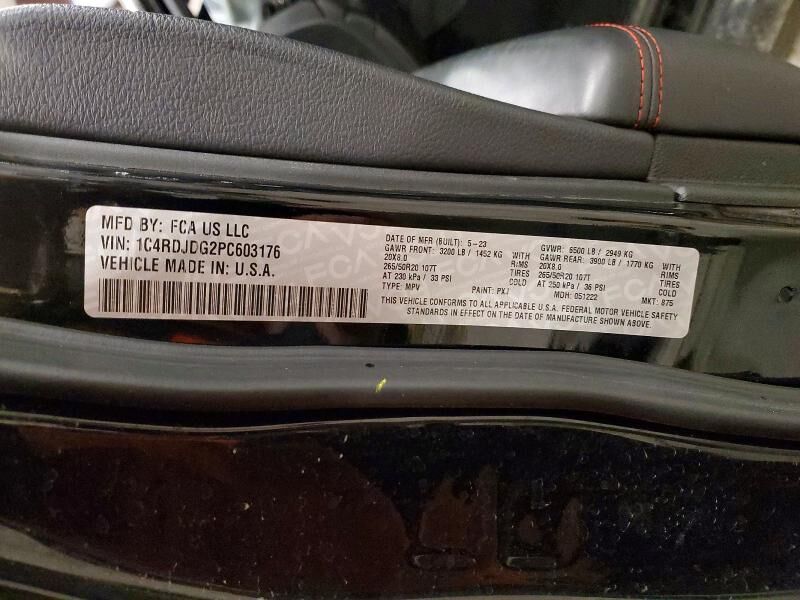 MFD BY: FCA US LLC
VIN: 1C4RDJDG2PC603176
VEHICLE MADE IN: U.S.A.
DATE OF MFR (BUILT): 5-23 GVWR: 6500 LB / 2949 KG
GAWR FRONT: 3200 LB / 1452 KG WITH GAWR REAR: 3900 LB / 1770 KG WITH
20X8.0 RIMS 20X8.0 RIMS
265/50R20 107T TIRES 265/50R20 107T TIRES
AT 230 kPa / 33 PSI COLD AT 250 kPa / 36 PSI COLD
TYPE: MPV PAINT: PXJ MDH: 051222 MKT: 875
THIS VEHICLE CONFORMS TO ALL APPLICABLE U.S.A. FEDERAL MOTOR VEHICLE SAFETY
STANDARDS IN EFFECT ON THE DATE OF MANUFACTURE SHOWN ABOVE.